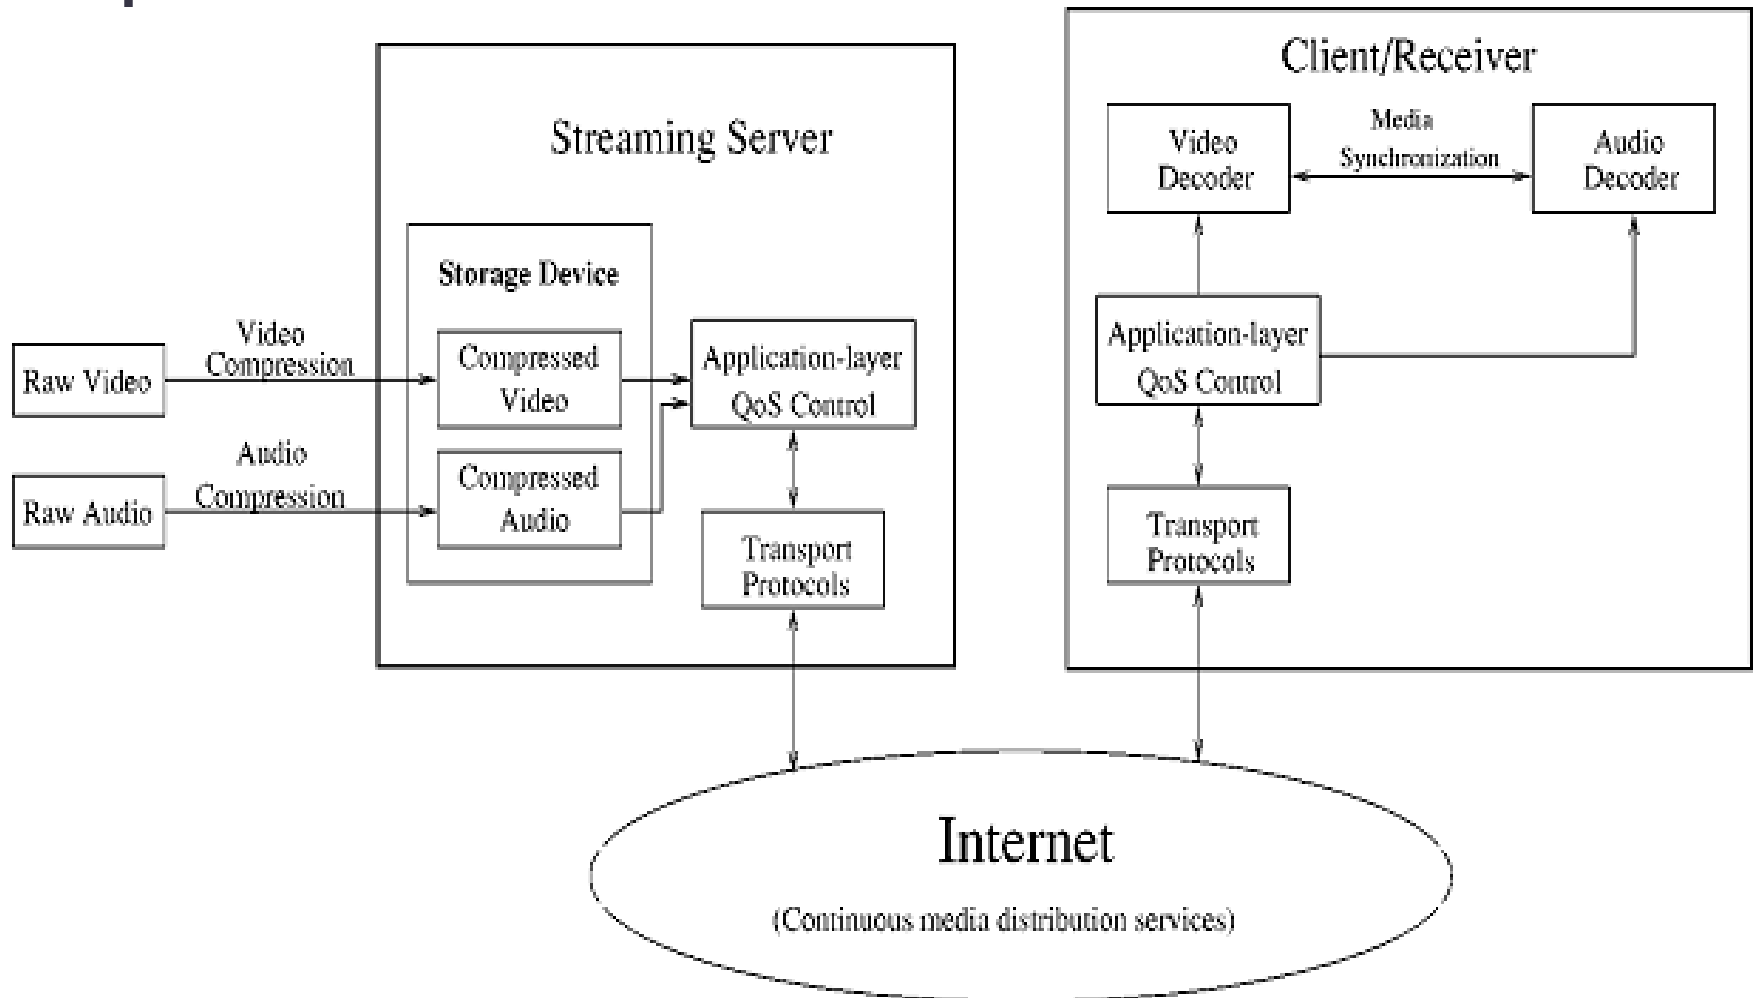 Streaming Server
Storage Device
Raw Video
Video
Compression
Compressed
Video
Raw Audio
Audio
Compression
Compressed
Audio
Application-layer
QoS Control
Transport
Protocols
Client/Receiver
Video
Decoder
Media
Synchronization
Audio
Decoder
Application-layer
QoS Control
Transport
Protocols
Internet
(Continuous media distribution services)